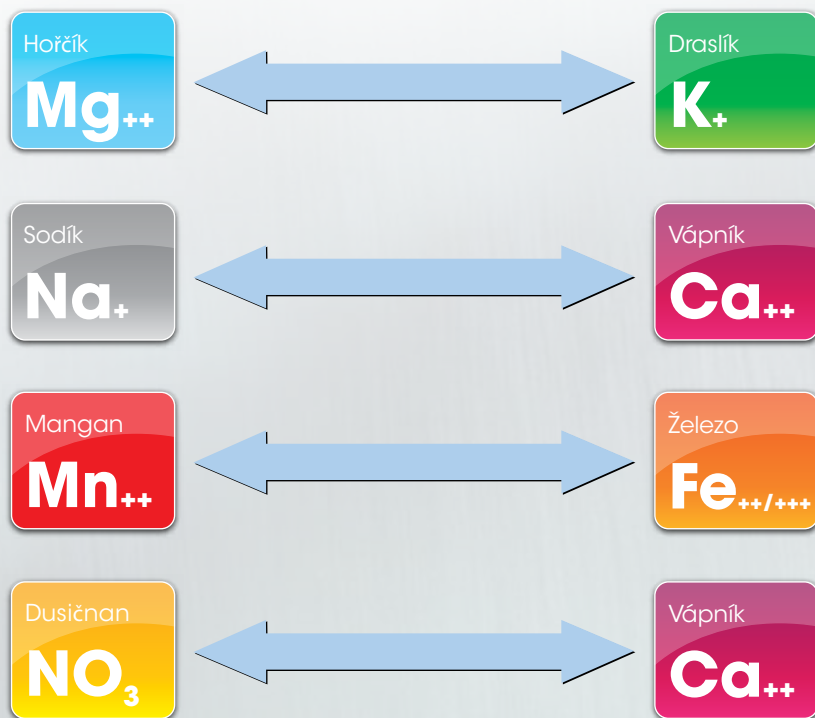 Hořčík
Mg++
Draslík
K+
Sodík
Na+
Vápník
Ca++
Mangan
Mn++
Železo
Fe++/+++
Dusičnan
NO3
Vápník
Ca++